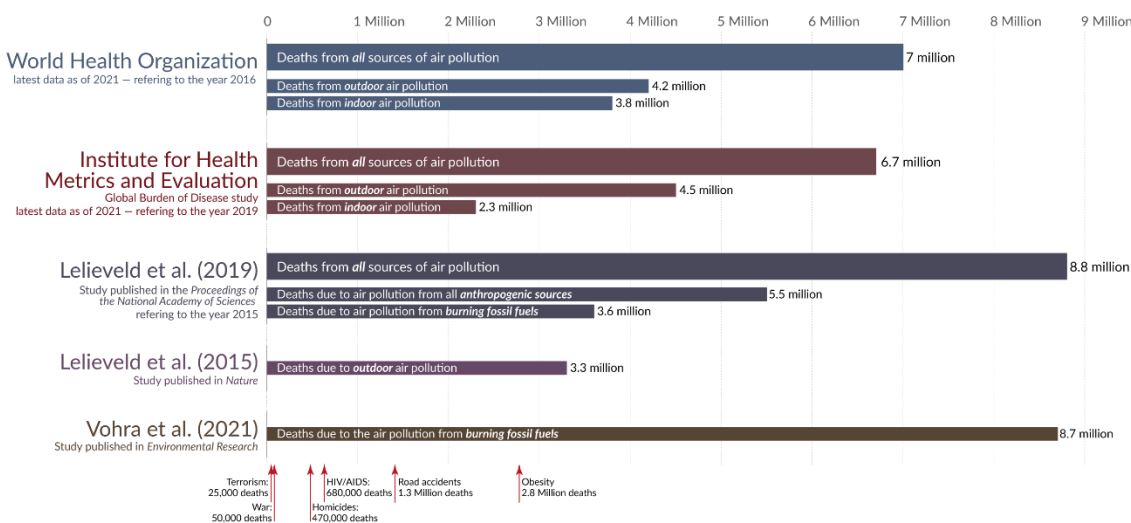 0 1 Million 2 Million 3 Million 4 Million 5 Million 6 Million 7 Million 8 Million 9 Million
World Health Organization
latest data as of 2021 — refering to the year 2016
Deaths from all sources of air pollution 7 million
Deaths from outdoor air pollution 4.2 million
Deaths from indoor air pollution 3.8 million
Institute for Health
Metrics and Evaluation
Global Burden of Disease study
latest data as of 2021 — refering to the year 2019
Deaths from all sources of air pollution 6.7 million
Deaths from outdoor air pollution 4.5 million
Deaths from indoor air pollution 2.3 million
Lelieveld et al. (2019)
Study published in the Proceedings of
the National Academy of Sciences
refering to the year 2015
Deaths from all sources of air pollution 8.8 million
Deaths due to air pollution from all anthropogenic sources 5.5 million
Deaths due to air pollution from burning fossil fuels 3.6 million
Lelieveld et al. (2015)
Study published in Nature
Deaths due to outdoor air pollution 3.3 million
Vohra et al. (2021)
Study published in Environmental Research
Deaths due to the air pollution from burning fossil fuels 8.7 million
Terrorism:
25,000 deaths
War:
50,000 deaths
HIV/AIDS:
680,000 deaths
Homicides:
470,000 deaths
Road accidents
1.3 Million deaths
Obesity
2.8 Million deaths